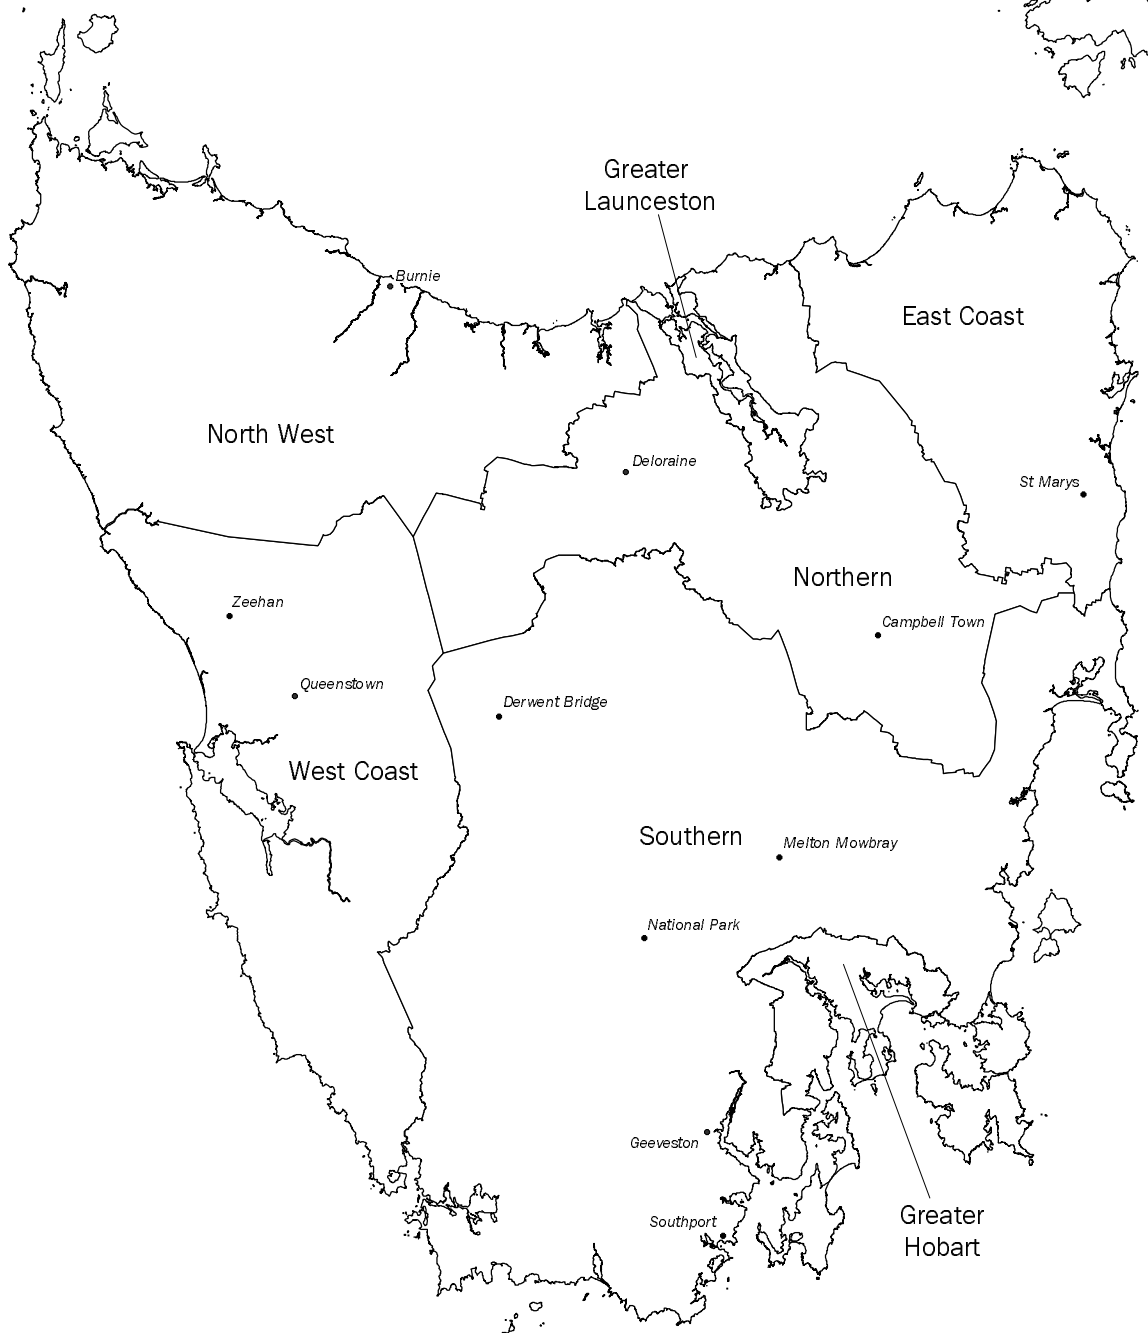 Greater
Launceston
Burnie
East Coast
North West
Deloraine
St Marys
Northern
Zeehan
Campbell Town
Queenstown
Derwent Bridge
West Coast
Southern
Melton Mowbray
National Park
Geeveston
Southport
Greater
Hobart